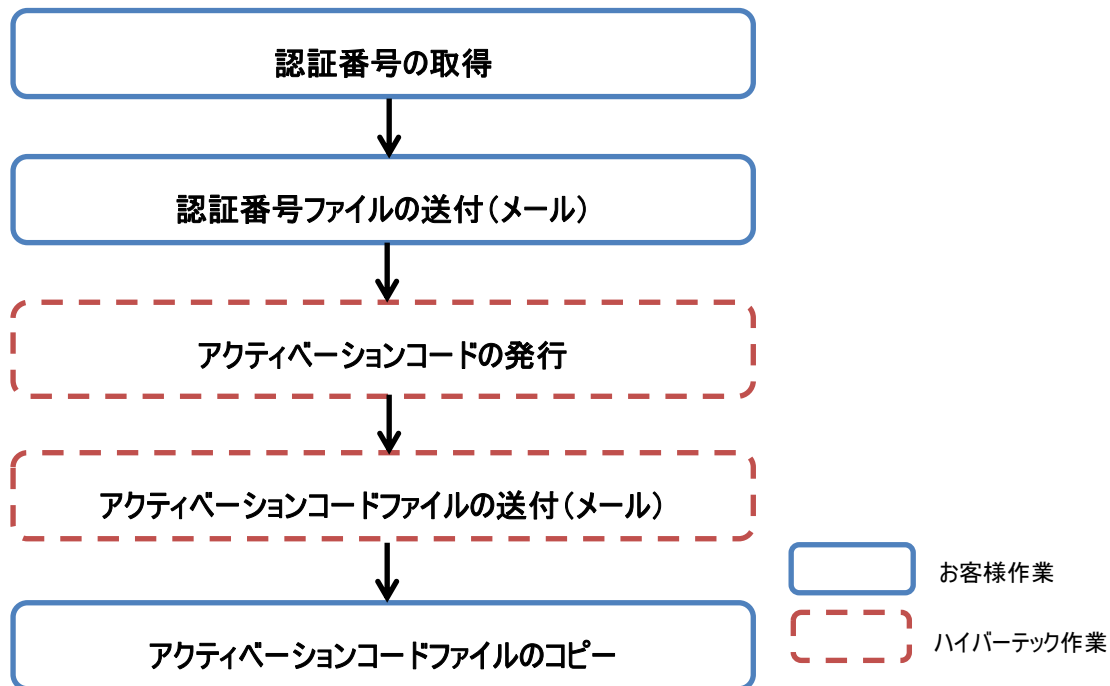 認証番号の取得
認証番号ファイルの送付（メール）
アクティベーションコードの発行
アクティベーションコードファイルの送付（メール）
アクティベーションコードファイルのコピー
お客様作業
ハイパーテック作業